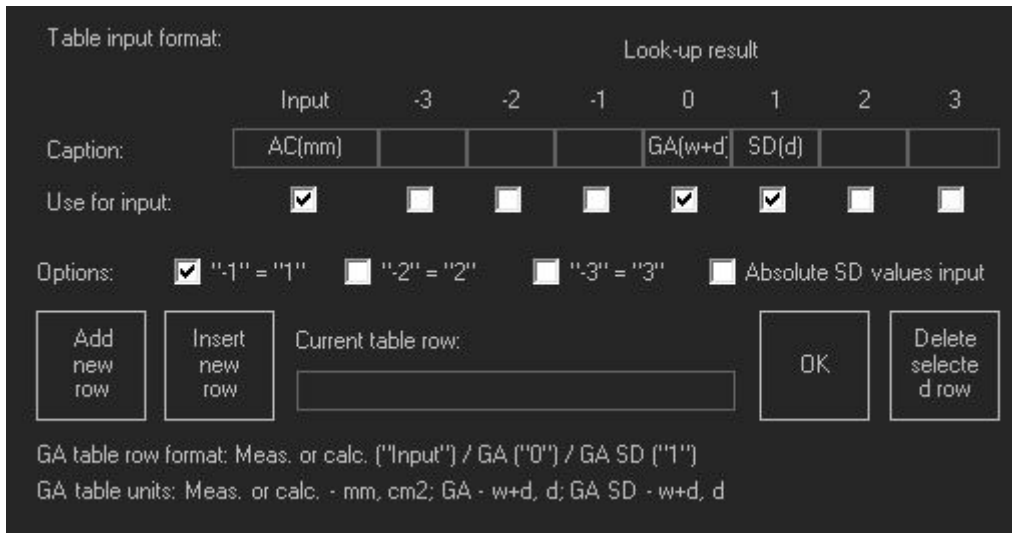 Table input format:
Look-up result
Input -3 -2 -1 0 1 2 3
Caption: AC(mm) GA(w+d) SD(d)
Use for input:
Options: "-1" = "1" "-2" = "2" "-3" = "3" Absolute SD values input
Add new row
Insert new row
Current table row:
OK
Delete selecte d row
GA table row format: Meas. or calc. ("Input") / GA ("0") / GA SD ("1")
GA table units: Meas. or calc. - mm, cm2; GA - w+d, d; GA SD - w+d, d